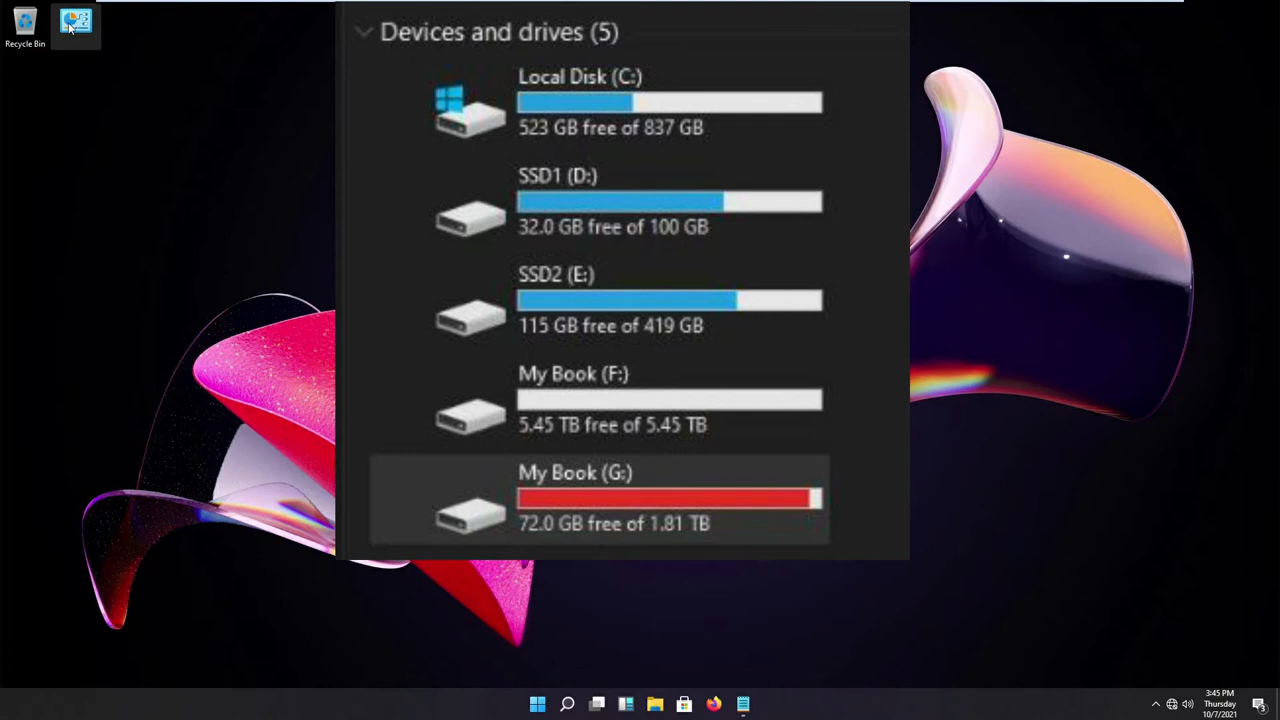 Recycle Bin
Devices and drives (5)
Local Disk (C:)
523 GB free of 837 GB
SSD1 (D:)
32.0 GB free of 100 GB
SSD2 (E:)
115 GB free of 419 GB
My Book (F:)
5.45 TB free of 5.45 TB
My Book (G:)
72.0 GB free of 1.81 TB
3:45 PM
Thursday
10/7/2021
3